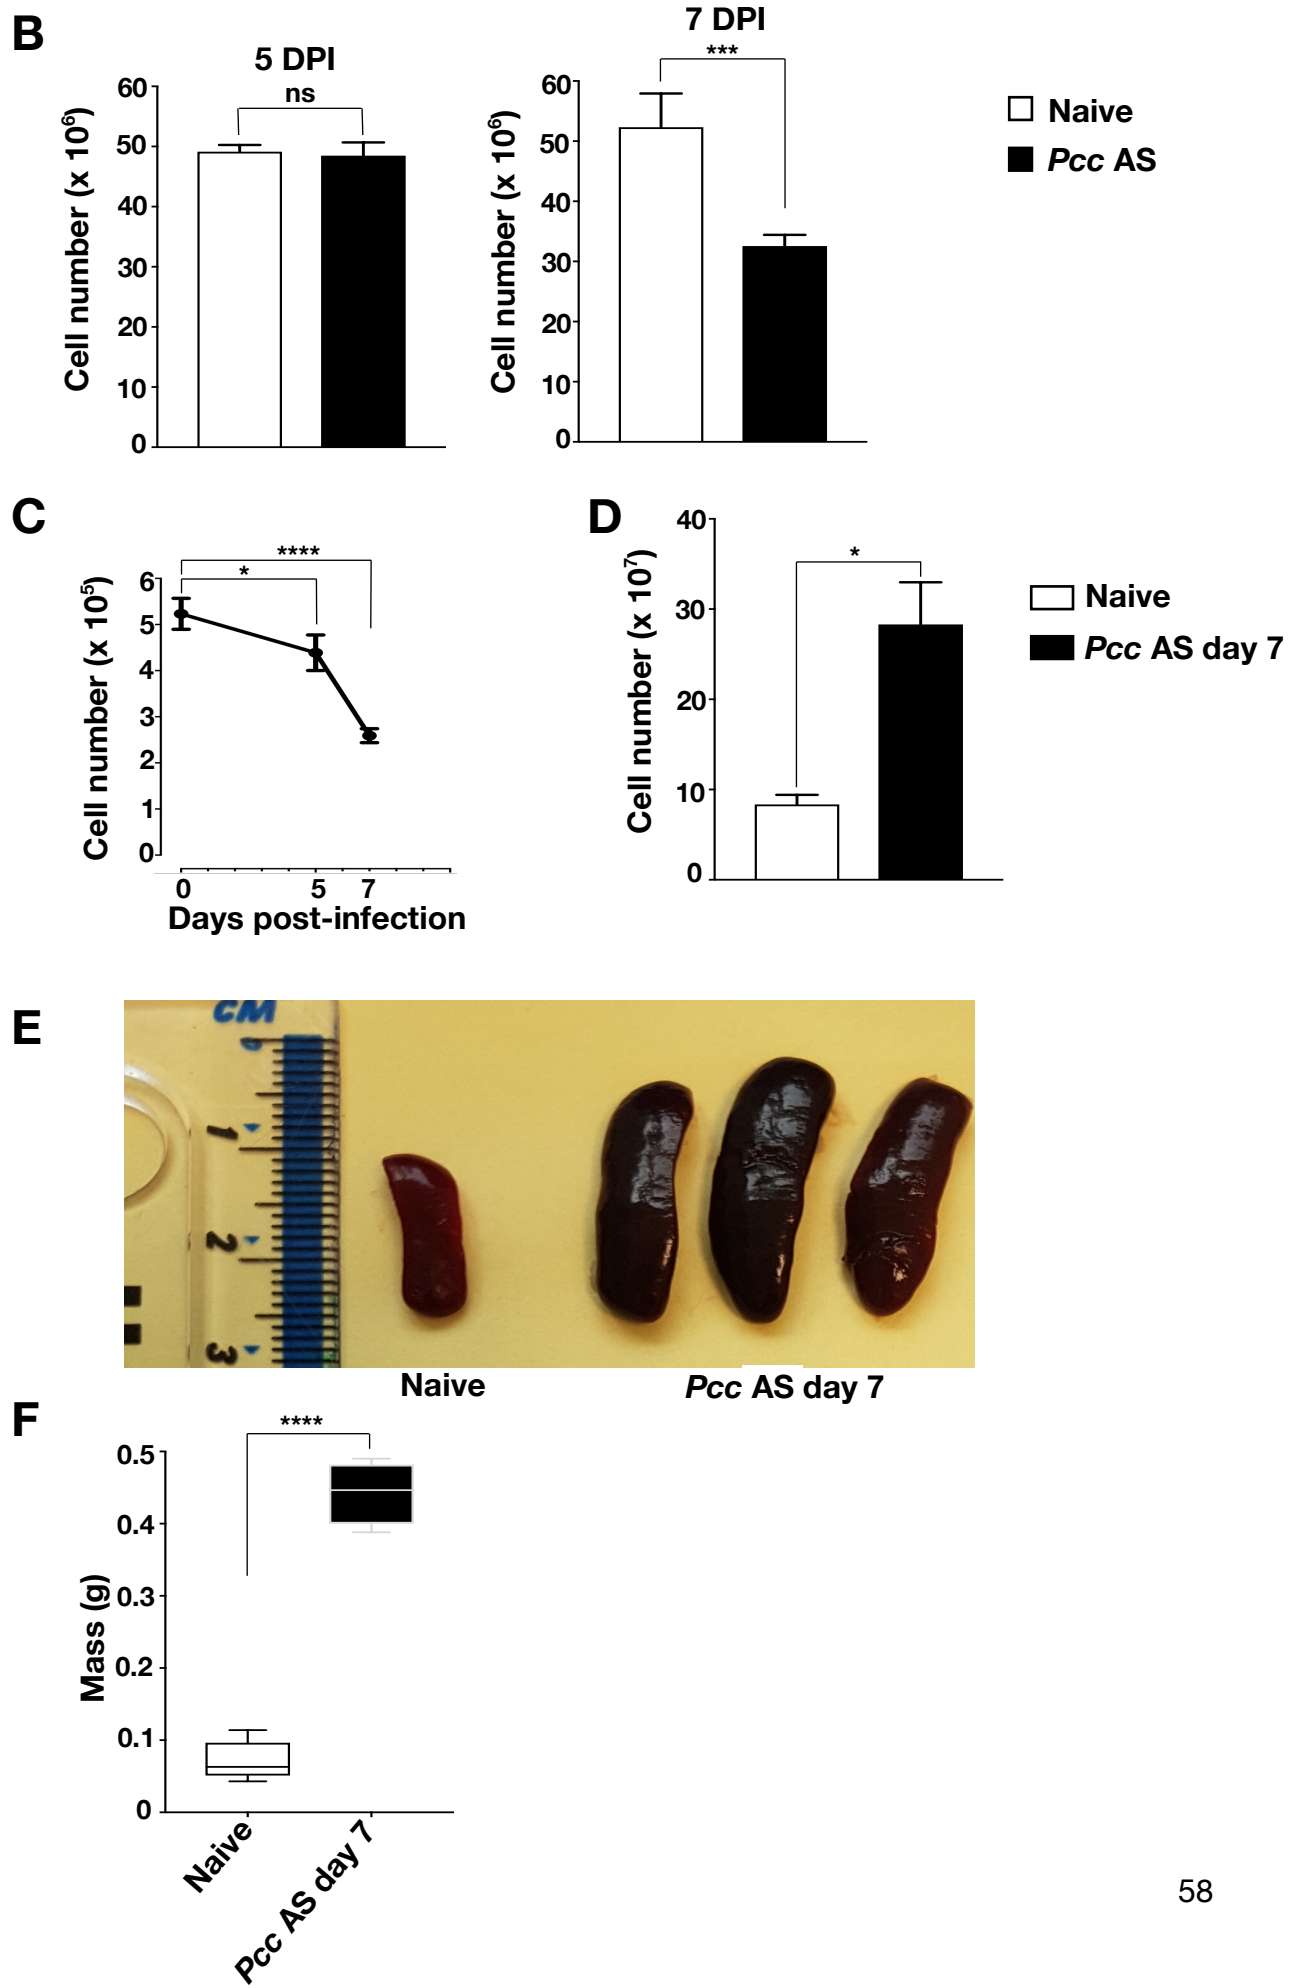 B
5 DPI
ns
Cell number (x 10⁶)
60
50
40
30
20
10
0
7 DPI
***
Cell number (x 10⁶)
60
50
40
30
20
10
0
Naive
Pcc AS
C
****
*
Cell number (x 10⁵)
6
5
4
3
2
1
0
0 5 7
Days post-infection
D
*
Cell number (x 10⁷)
40
30
20
10
0
Naive
Pcc AS day 7
E
CM
0
1
2
3
Naive
Pcc AS day 7
F
****
Mass (g)
0.5
0.4
0.3
0.2
0.1
0
Naive
Pcc AS day 7
58